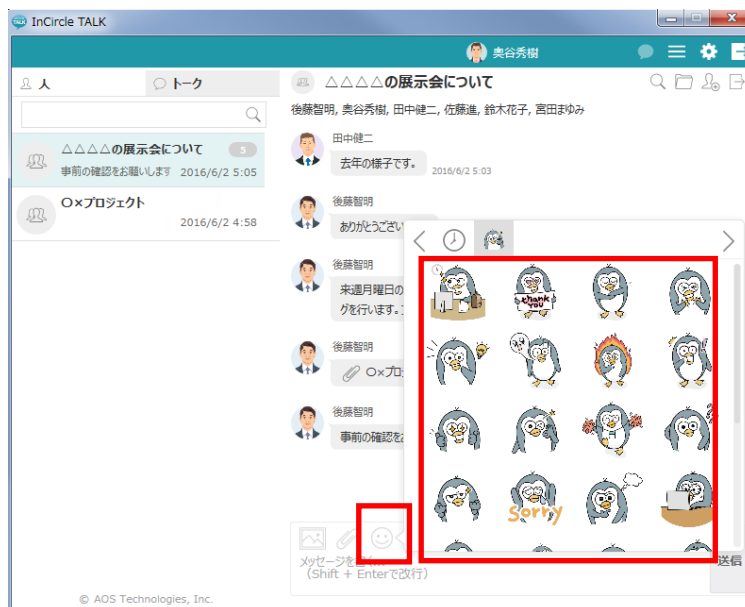 InCircle TALK
奥谷秀樹
人
トーク
△△△△の展示会について
5
事前の確認をお願いします
2016/6/2 5:05
〇×プロジェクト
2016/6/2 4:58
© AOS Technologies, Inc.
△△△△の展示会について
後藤智明, 奥谷秀樹, 田中健二, 佐藤進, 鈴木花子, 宮田まゆみ
田中健二
去年の様子です。
2016/6/2 5:03
後藤智明
ありがとうござい
後藤智明
来週月曜日の
グを行います。
後藤智明
〇×プロ
後藤智明
事前の確認を
thank
YOU
Sorry
メッセージを
(Shift + Enterで改行)
送信